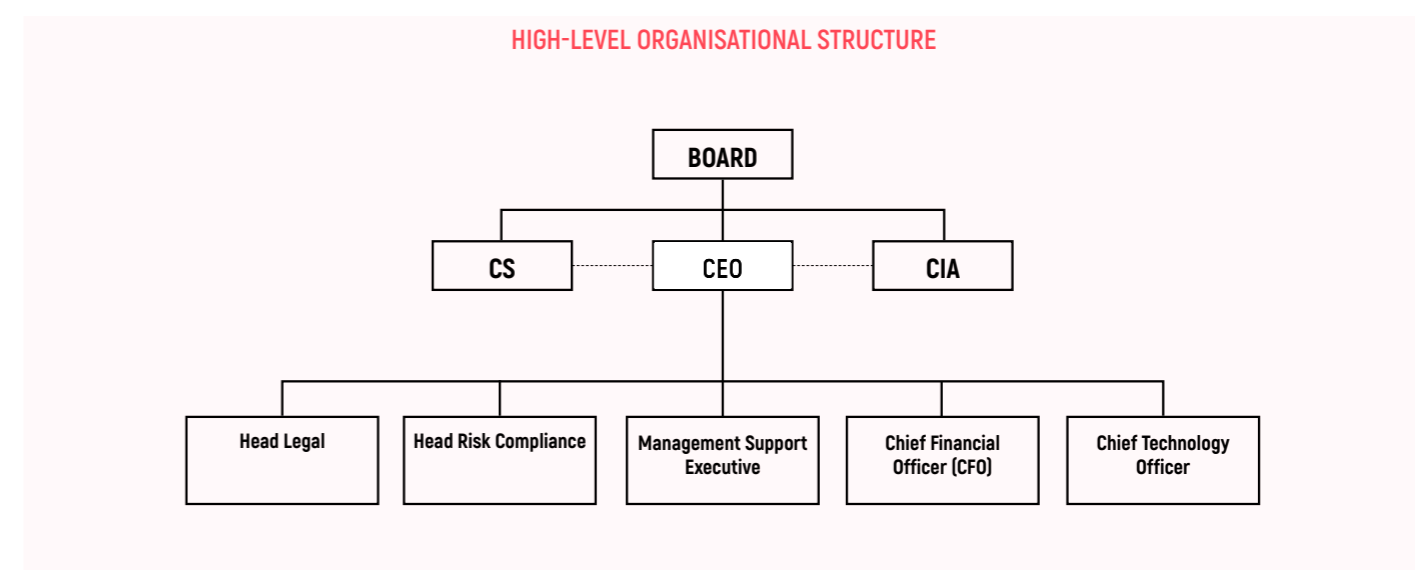 HIGH-LEVEL ORGANISATIONAL STRUCTURE
BOARD
CS
CEO
CIA
Head Legal
Head Risk Compliance
Management Support
Executive
Chief Financial
Officer (CFO)
Chief Technology
Officer